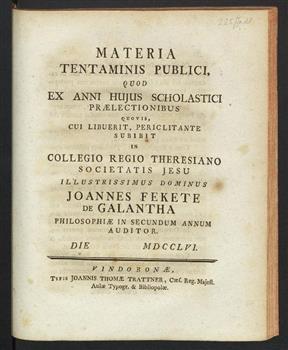 MATERIA
TENTAMINIS PUBLICI,
QUOD
EX ANNI HUJUS SCHOLASTICI
PRÆLECTIONIBUS
QUOVIS,
CUI LIBUERIT, PERICLITANTE
SUBIBIT
IN
COLLEGIO REGIO THERESIANO
SOCIETATIS JESU
ILLUSTRISSIMUS DOMINUS
JOANNES FEKETE
DE GALANTHA
PHILOSOPHIÆ IN SECUNDUM ANNUM
AUDITOR.
DIE MDCCLVI.
VINDOBONÆ,
Typis JOANNIS THOMÆ TRATTNER, Cæs. Reg. Majest.
Aulæ Typogr. & Bibliopolæ.